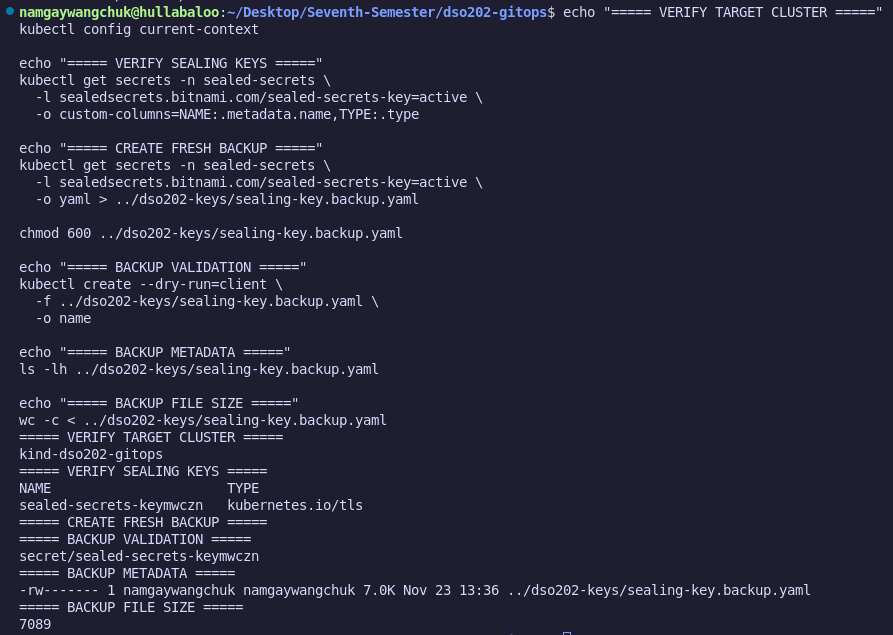 namgaywangchuk@hullabaloo:~/Desktop/Seventh-Semester/dso202-gitops$ echo "===== VERIFY TARGET CLUSTER ====="
kubectl config current-context

echo "===== VERIFY SEALING KEYS ====="
kubectl get secrets -n sealed-secrets \
  -l sealedsecrets.bitnami.com/sealed-secrets-key=active \
  -o custom-columns=NAME:.metadata.name,TYPE:.type

echo "===== CREATE FRESH BACKUP ====="
kubectl get secrets -n sealed-secrets \
  -l sealedsecrets.bitnami.com/sealed-secrets-key=active \
  -o yaml > ../dso202-keys/sealing-key.backup.yaml

chmod 600 ../dso202-keys/sealing-key.backup.yaml

echo "===== BACKUP VALIDATION ====="
kubectl create --dry-run=client \
  -f ../dso202-keys/sealing-key.backup.yaml \
  -o name

echo "===== BACKUP METADATA ====="
ls -lh ../dso202-keys/sealing-key.backup.yaml

echo "===== BACKUP FILE SIZE ====="
wc -c < ../dso202-keys/sealing-key.backup.yaml
===== VERIFY TARGET CLUSTER =====
kind-dso202-gitops
===== VERIFY SEALING KEYS =====
NAME                      TYPE
sealed-secrets-keymwczn   kubernetes.io/tls
===== CREATE FRESH BACKUP =====
===== BACKUP VALIDATION =====
secret/sealed-secrets-keymwczn
===== BACKUP METADATA =====
-rw------- 1 namgaywangchuk namgaywangchuk 7.0K Nov 23 13:36 ../dso202-keys/sealing-key.backup.yaml
===== BACKUP FILE SIZE =====
7089